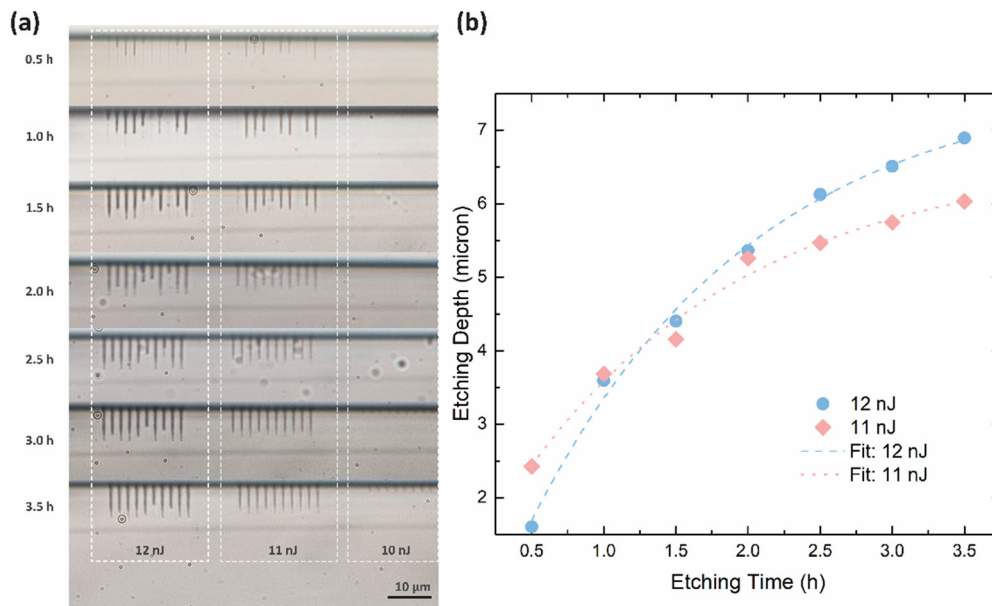 (a)
0.5 h
1.0 h
1.5 h
2.0 h
2.5 h
3.0 h
3.5 h
12 nJ
11 nJ
10 nJ
10 μm
(b)
Etching Depth (micron)
7
6
5
4
3
2
12 nJ
11 nJ
Fit: 12 nJ
Fit: 11 nJ
0.5 1.0 1.5 2.0 2.5 3.0 3.5
Etching Time (h)